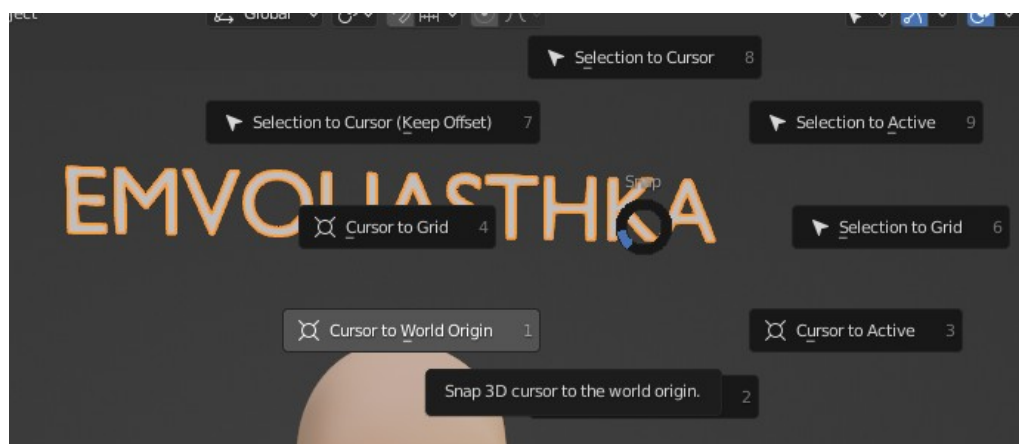 ject Global
Selection to Cursor 8
Selection to Cursor (Keep Offset) 7
Selection to Active 9
Snap
Cursor to Grid 4
Selection to Grid 6
Cursor to World Origin 1
Cursor to Active 3
Snap 3D cursor to the world origin. 2